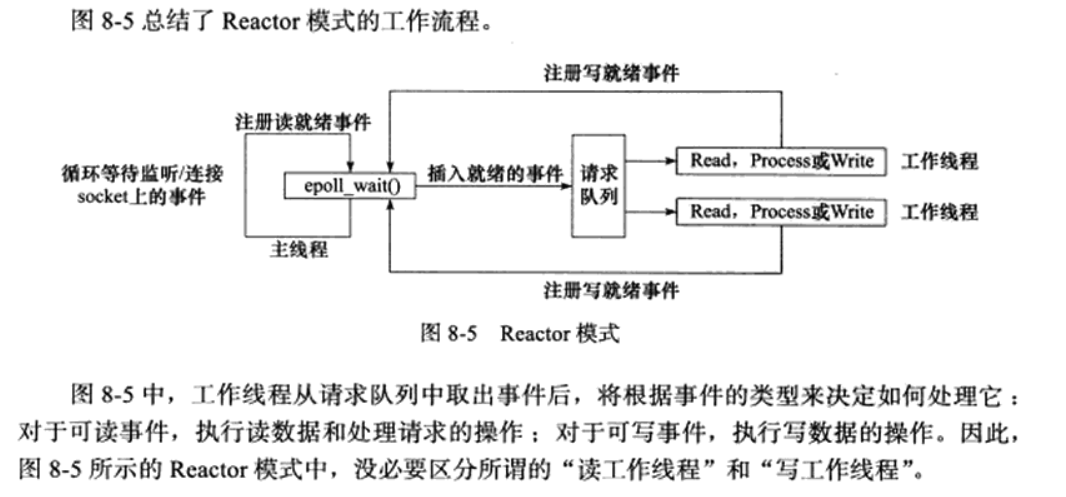 图 8-5 总结了 Reactor 模式的工作流程。
注册写就绪事件
注册读就绪事件
循环等待监听/连接
socket上的事件
epoll_wait()
插入就绪的事件
请求
队列
Read，Process或Write
工作线程
Read，Process或Write
工作线程
主线程
注册写就绪事件
图 8-5 Reactor 模式
图 8-5 中，工作线程从请求队列中取出事件后，将根据事件的类型来决定如何处理它：
对于可读事件，执行读数据和处理请求的操作；对于可写事件，执行写数据的操作。因此，
图 8-5 所示的 Reactor 模式中，没必要区分所谓的“读工作线程”和“写工作线程”。